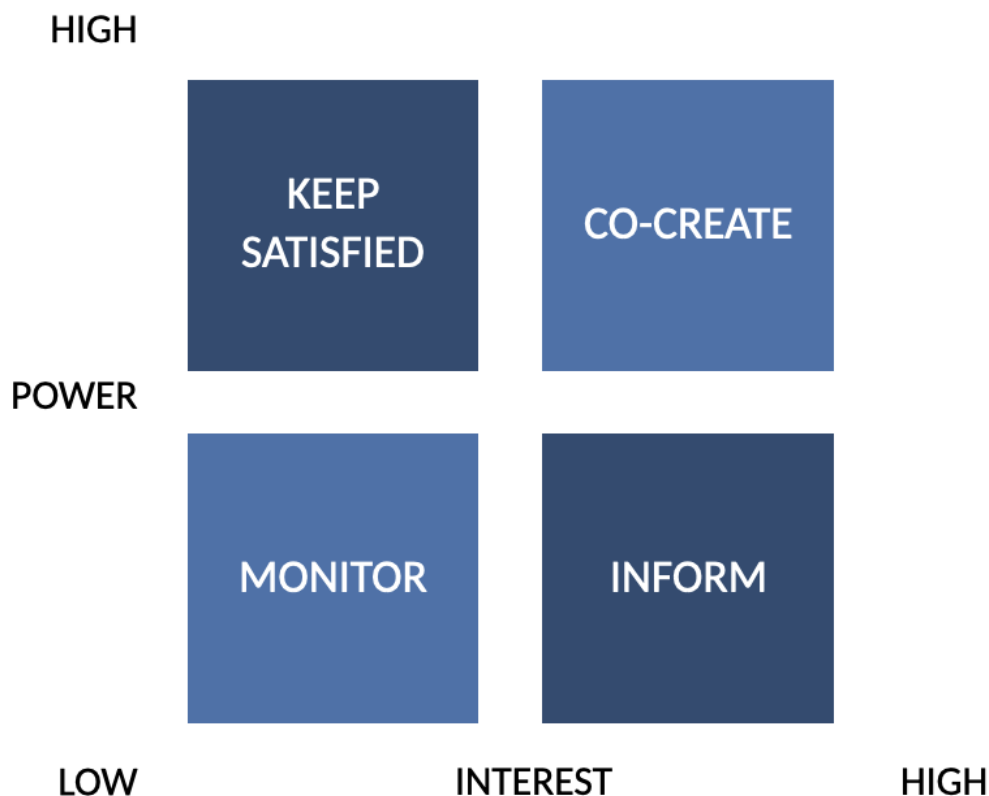 HIGH
KEEP
SATISFIED
CO-CREATE
POWER
MONITOR
INFORM
LOW
INTEREST
HIGH